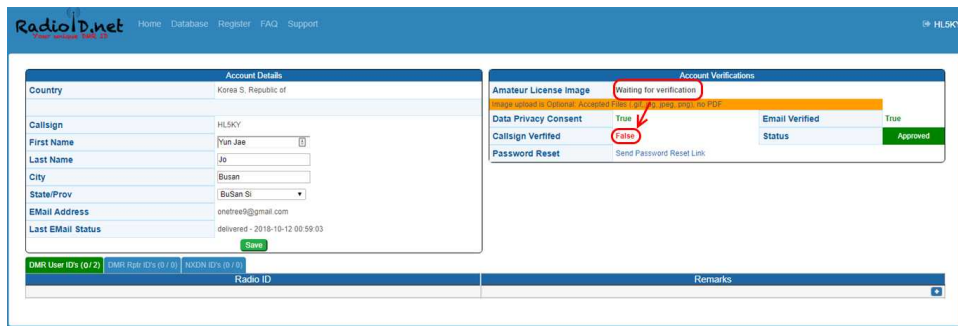 RadioID.net
Your unique DMR ID
Home Database Register FAQ Support
HL5KY
Account Details
Country Korea S. Republic of
Callsign HL5KY
First Name Yun Jae
Last Name Jo
City Busan
State/Prov BuSan Si
EMail Address onetree9@gmail.com
Last EMail Status delivered - 2018-10-12 00:59:03
Save
Account Verifications
Amateur License Image Waiting for verification
Image upload is Optional: Accepted Files (.gif, jpg, jpeg, png), no PDF
Data Privacy Consent True Email Verified True
Callsign Verfifed False Status Approved
Password Reset Send Password Reset Link
DMR User ID's (0 / 2) DMR Rptr ID's (0 / 0) NXDN ID's (0 / 0)
Radio ID Remarks